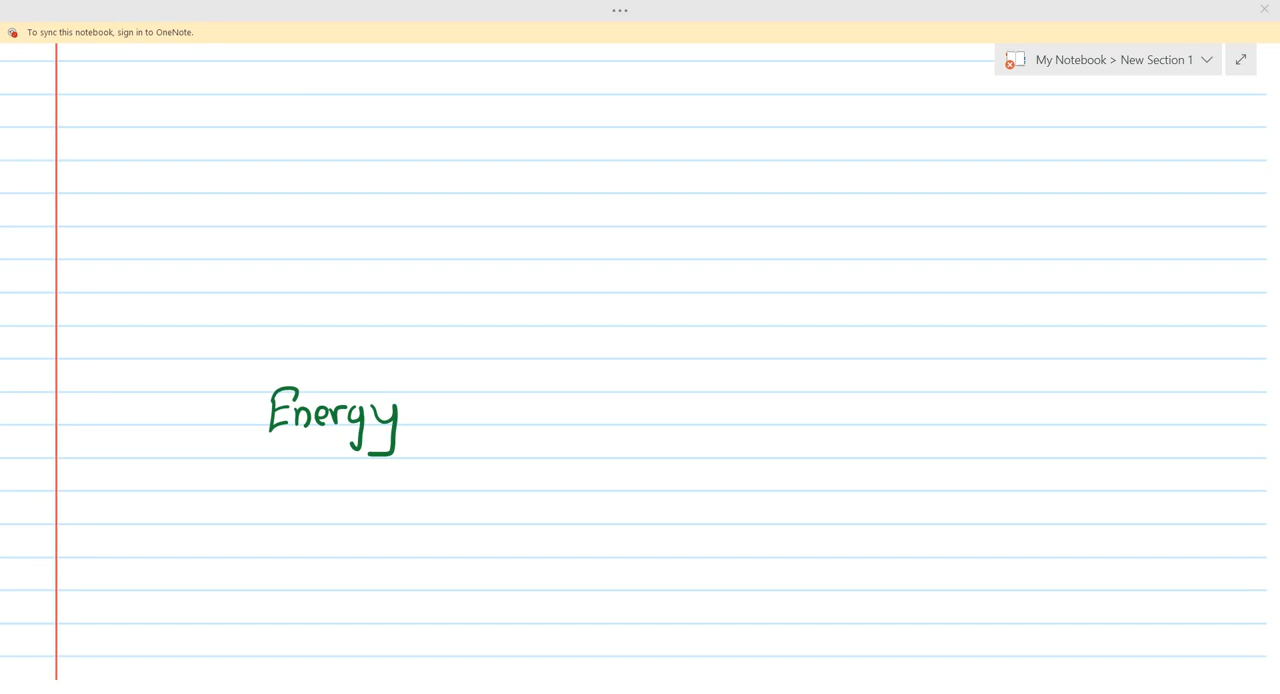 To sync this notebook, sign in to OneNote.
My Notebook > New Section 1
Energy